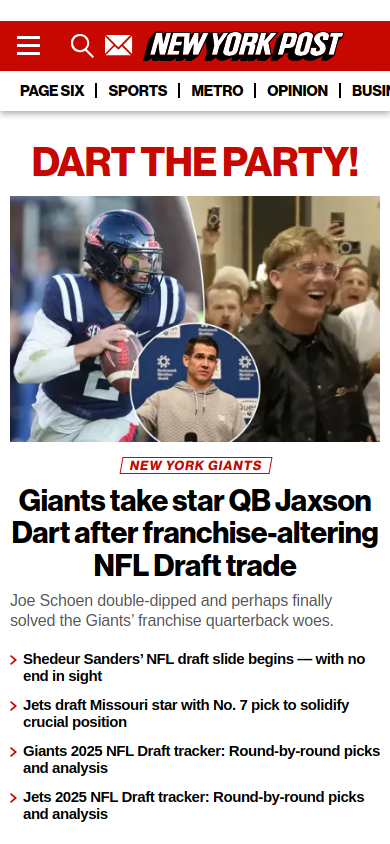 NEW YORK POST
PAGE SIX | SPORTS | METRO | OPINION | BUSIN
DART THE PARTY!
2
NEW YORK GIANTS
Giants take star QB Jaxson
Dart after franchise-altering
NFL Draft trade
Joe Schoen double-dipped and perhaps finally
solved the Giants’ franchise quarterback woes.
Shedeur Sanders’ NFL draft slide begins — with no
end in sight
Jets draft Missouri star with No. 7 pick to solidify
crucial position
Giants 2025 NFL Draft tracker: Round-by-round picks
and analysis
Jets 2025 NFL Draft tracker: Round-by-round picks
and analysis